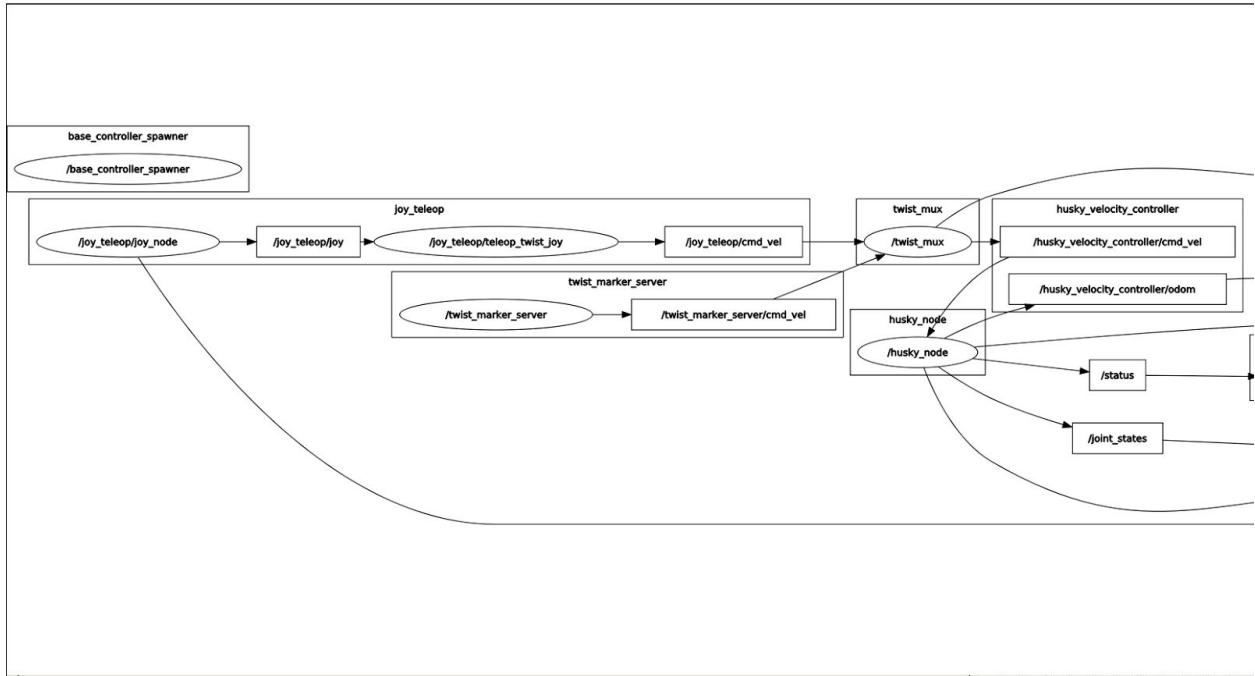 base_controller_spawner
/base_controller_spawner
joy_teleop
/joy_teleop/joy_node
/joy_teleop/joy
/joy_teleop/teleop_twist_joy
/joy_teleop/cmd_vel
twist_mux
/twist_mux
husky_velocity_controller
/husky_velocity_controller/cmd_vel
/husky_velocity_controller/odom
twist_marker_server
/twist_marker_server
/twist_marker_server/cmd_vel
husky_node
/husky_node
/status
/joint_states